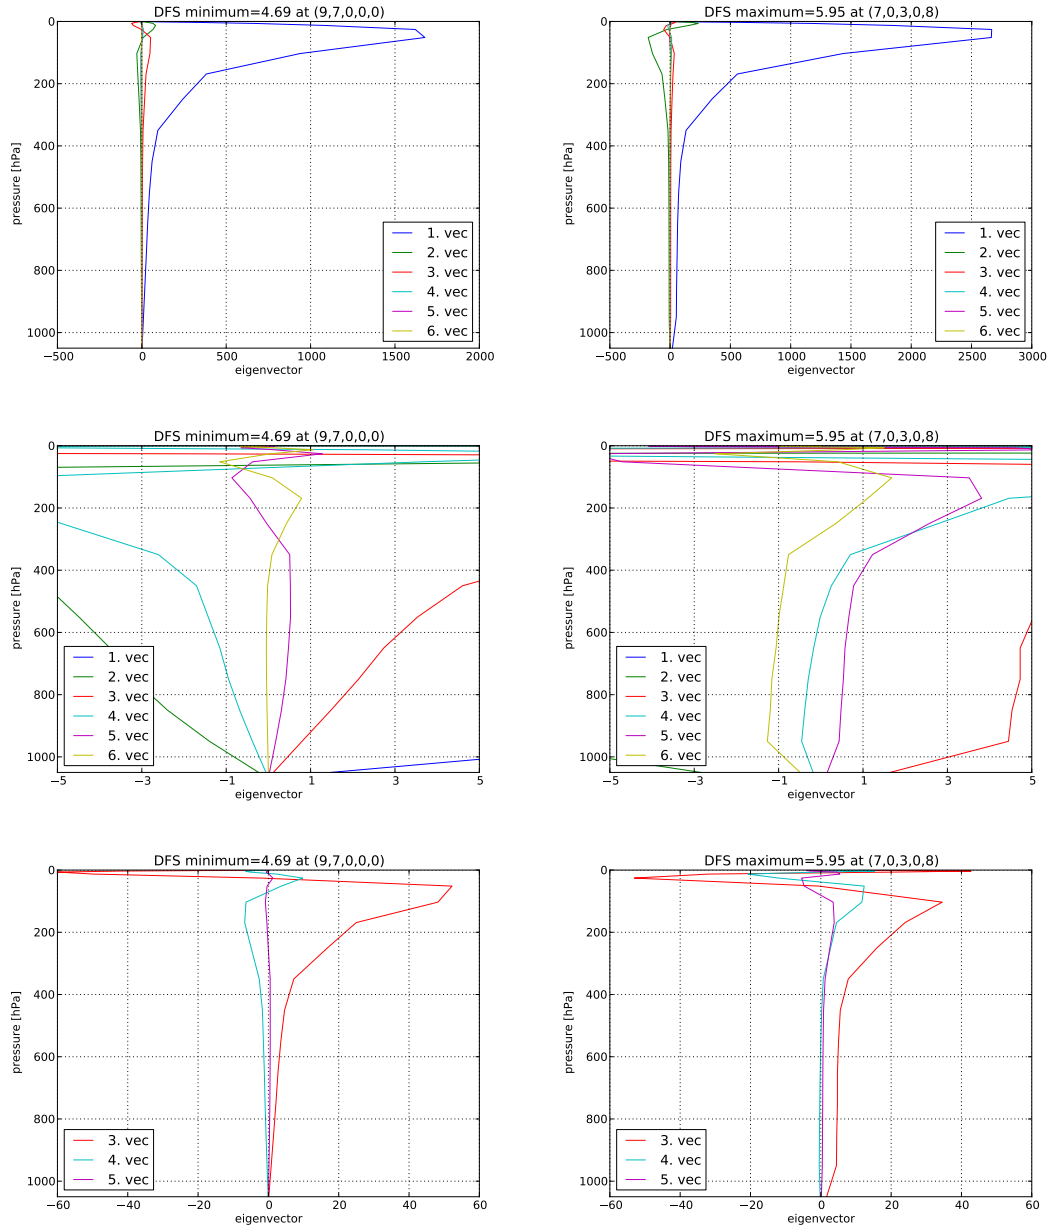 DFS minimum=4.69 at (9,7,0,0,0)
0
200
400
600
800
1000
pressure [hPa]
−500 0 500 1000 1500 2000
eigenvector
1. vec
2. vec
3. vec
4. vec
5. vec
6. vec
DFS maximum=5.95 at (7,0,3,0,8)
0
200
400
600
800
1000
pressure [hPa]
−500 0 500 1000 1500 2000 2500 3000
eigenvector
1. vec
2. vec
3. vec
4. vec
5. vec
6. vec
DFS minimum=4.69 at (9,7,0,0,0)
0
200
400
600
800
1000
pressure [hPa]
−5 −3 −1 1 3 5
eigenvector
1. vec
2. vec
3. vec
4. vec
5. vec
6. vec
DFS maximum=5.95 at (7,0,3,0,8)
0
200
400
600
800
1000
pressure [hPa]
−5 −3 −1 1 3 5
eigenvector
1. vec
2. vec
3. vec
4. vec
5. vec
6. vec
DFS minimum=4.69 at (9,7,0,0,0)
0
200
400
600
800
1000
pressure [hPa]
−60 −40 −20 0 20 40 60
eigenvector
3. vec
4. vec
5. vec
DFS maximum=5.95 at (7,0,3,0,8)
0
200
400
600
800
1000
pressure [hPa]
−60 −40 −20 0 20 40 60
eigenvector
3. vec
4. vec
5. vec